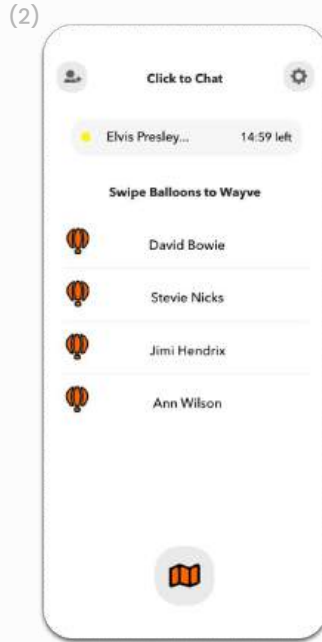 (2)
Click to Chat
Elvis Presley... 14:59 left
Swipe Balloons to Wayve
David Bowie
Stevie Nicks
Jimi Hendrix
Ann Wilson